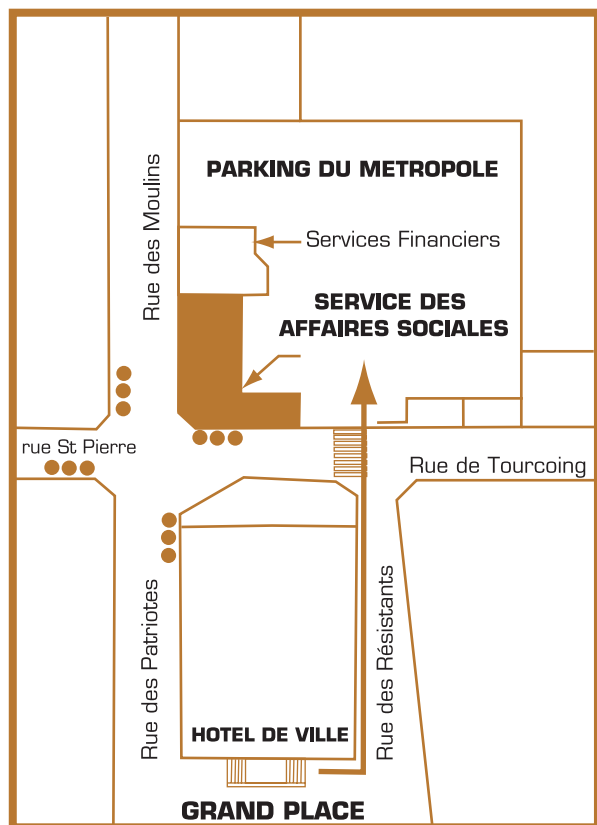 PARKING DU METROPOLE
Rue des Moulins
Services Financiers
SERVICE DES
AFFAIRES SOCIALES
rue St Pierre
Rue de Tourcoing
Rue des Patriotes
Rue des Résistants
HOTEL DE VILLE
GRAND PLACE